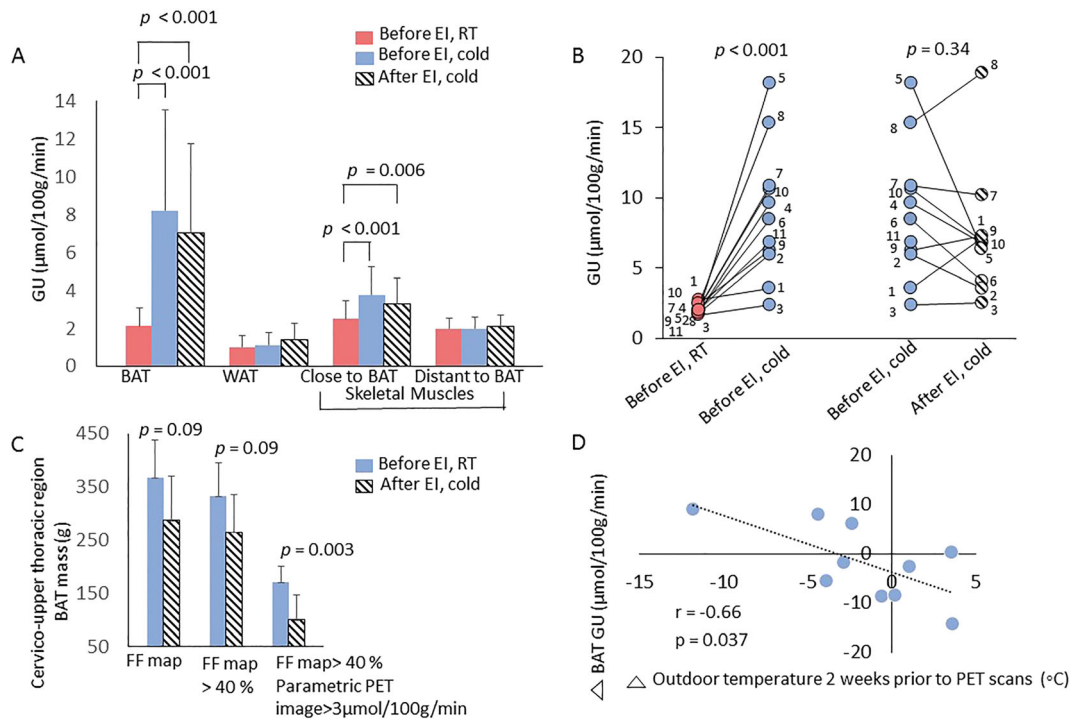 A
p < 0.001
p < 0.001
Before EI, RT
Before EI, cold
After EI, cold
GU (µmol/100g/min)
14
12
10
8
6
4
2
0
p = 0.006
p < 0.001
BAT
WAT
Close to BAT
Distant to BAT
Skeletal Muscles
B
p < 0.001
p = 0.34
GU (µmol/100g/min)
20
15
10
5
0
1
10
7 4
9 528
11
3
5
8
7
10
4
6
11
9
2
1
3
5
8
7
10
4
6
11
9
2
1
3
8
7
1
9
10
5
6
2
3
Before EI, RT
Before EI, cold
Before EI, cold
After EI, cold
C
Cervico-upper thoracic region
BAT mass (g)
450
350
250
150
50
p = 0.09
p = 0.09
p = 0.003
Before EI, RT
After EI, cold
FF map
FF map
> 40 %
FF map> 40 %
Parametric PET
image>3µmol/100g/min
D
△ BAT GU (µmol/100g/min)
20
10
0
-10
-20
-15
-10
-5
0
5
r = -0.66
p = 0.037
△ Outdoor temperature 2 weeks prior to PET scans (°C)